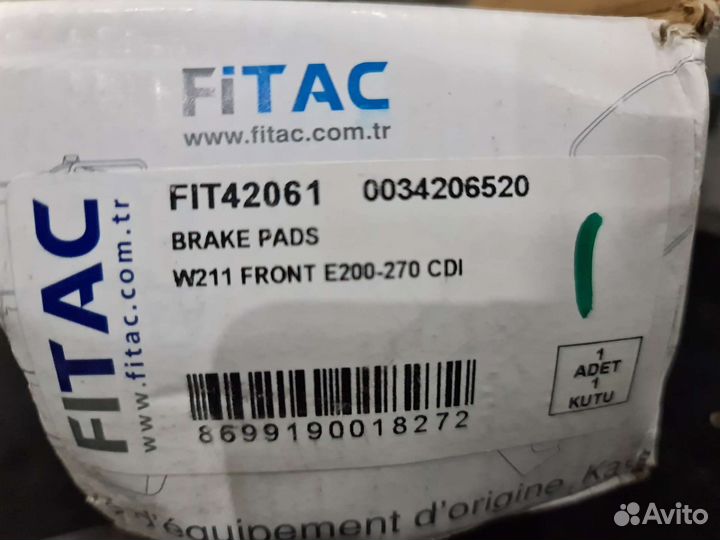 FiTAC
www.fitac.com.tr
FITAC
www.fitac.com.tr
FIT42061 0034206520
BRAKE PADS
W211 FRONT E200-270 CDI
8699190018272
1
ADET
1
KUTU
d'équipement d'origine,
Avito